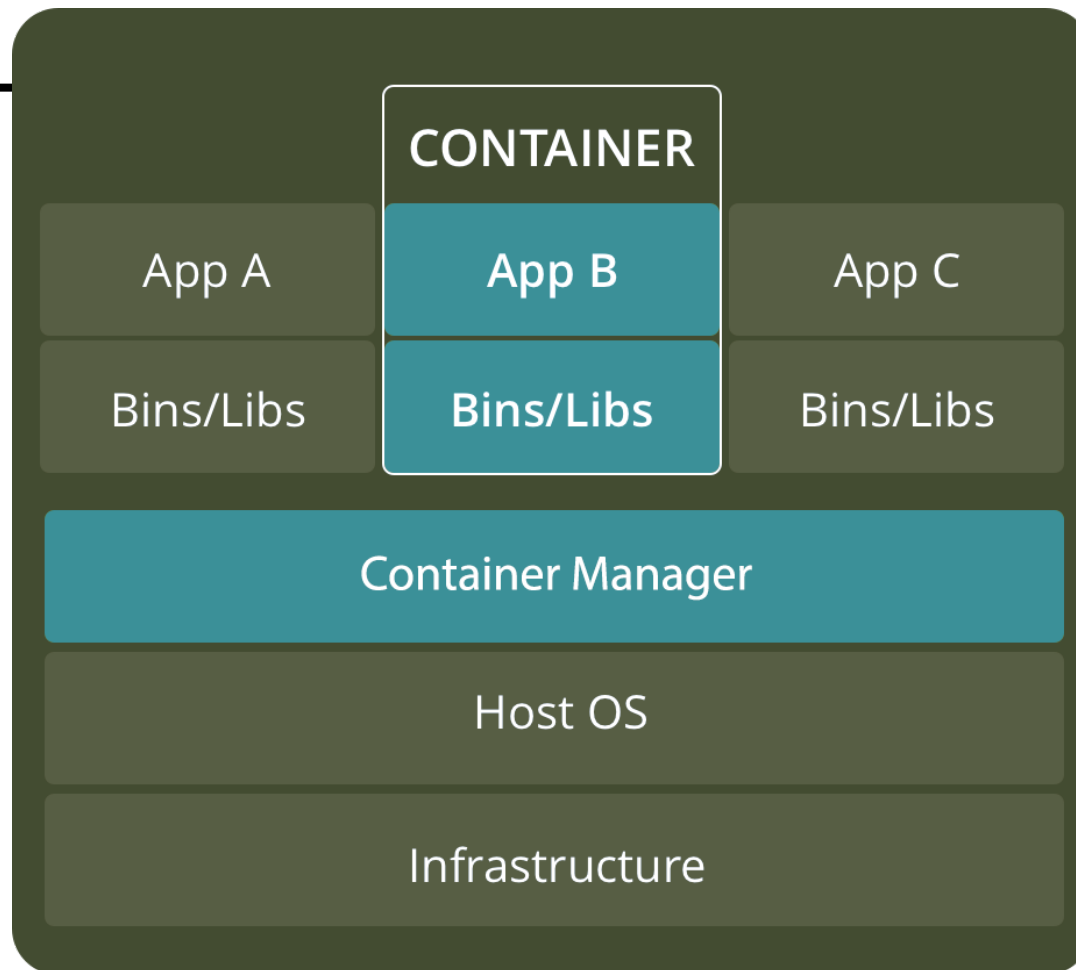 CONTAINER
App A
App B
App C
Bins/Libs
Bins/Libs
Bins/Libs
Container Manager
Host OS
Infrastructure